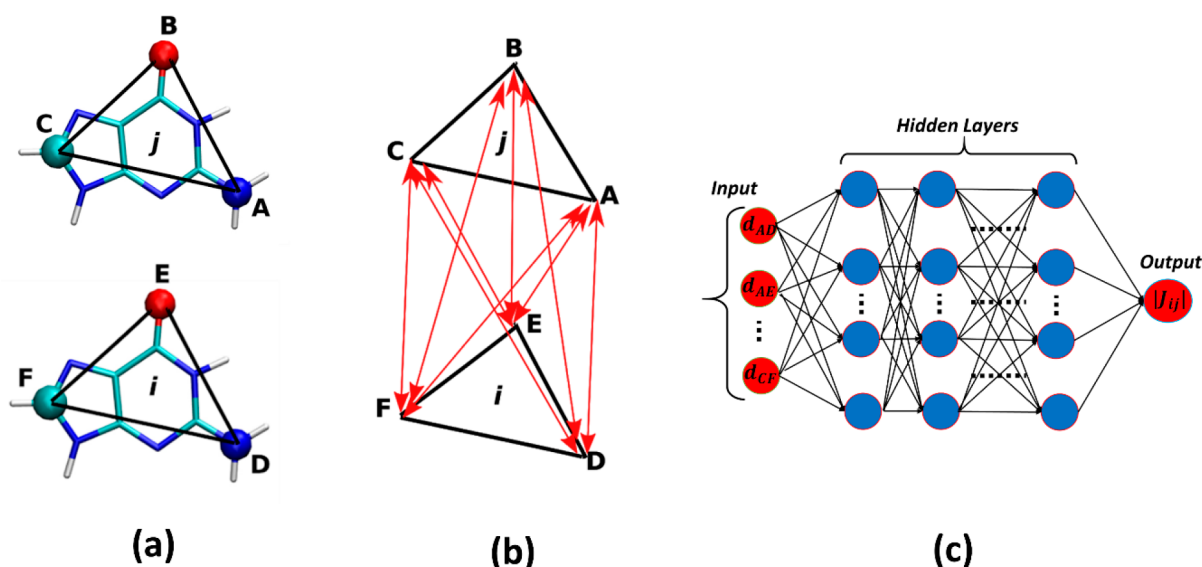 B
C
j
A
E
F
i
D
(a)
B
C
j
A
E
F
i
D
(b)
Hidden Layers
Input
d_AD
d_AE
d_CF
Output
|J_ij|
(c)